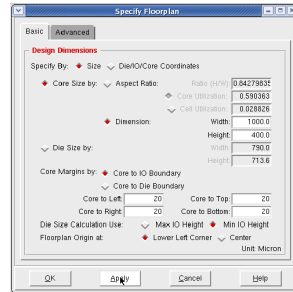 Specify Floorplan
Basic Advanced
Design Dimensions
Specify By: Size Die/IO/Core Coordinates
Core Size by: Aspect Ratio: Ratio (H/W): 0.84279835
Core Utilization: 0.590363
Cell Utilization: 0.028826
Dimension: Width: 1000.0
Height: 400.0
Die Size by: Width: 790.0
Height: 713.6
Core Margins by: Core to IO Boundary
Core to Die Boundary
Core to Left: 20 Core to Top: 20
Core to Right: 20 Core to Bottom: 20
Die Size Calculation Use: Max IO Height Min IO Height
Floorplan Origin at: Lower Left Corner Center
Unit: Micron
OK Apply Cancel Help